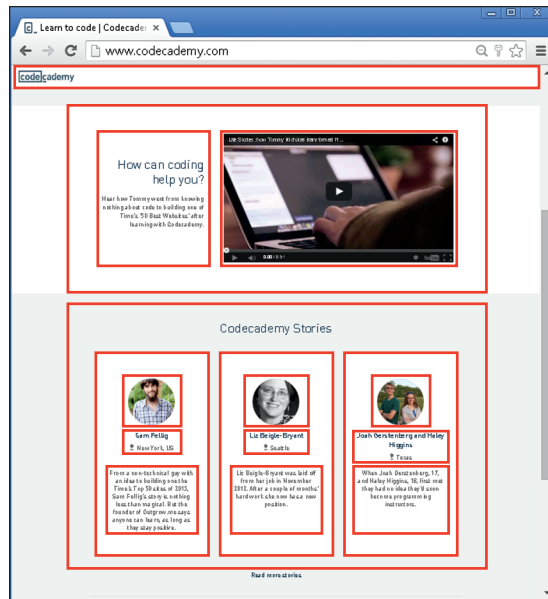 Learn to code | Codecade
www.codecademy.com
codecademy
How can coding
help you?
Hear how Tommy went from knowing
nothing about code to building one of
Time's '50 Best Websites' after
learning with Codecademy.
Codecademy Stories
Sam Fellig
New York, US
From a non-technical guy with
an idea to building one the
Time's Top 50 sites of 2013,
Sam Fellig's story is nothing
less than magical. But the
founder of Outgrow.me says
anyone can learn, as long as
they stay positive.
Liz Beigle-Bryant
Seattle
Liz Beigle-Bryant was laid off
from her job in November
2012. After a couple of months'
hard work she now has a new
position.
Joah Gerstenberg and Haley
Higgins
Texas
When Joah Gerstenburg, 17,
and Haley Higgins, 16, first met
they had no idea they'd soon
become programming
instructors.
Read more stories